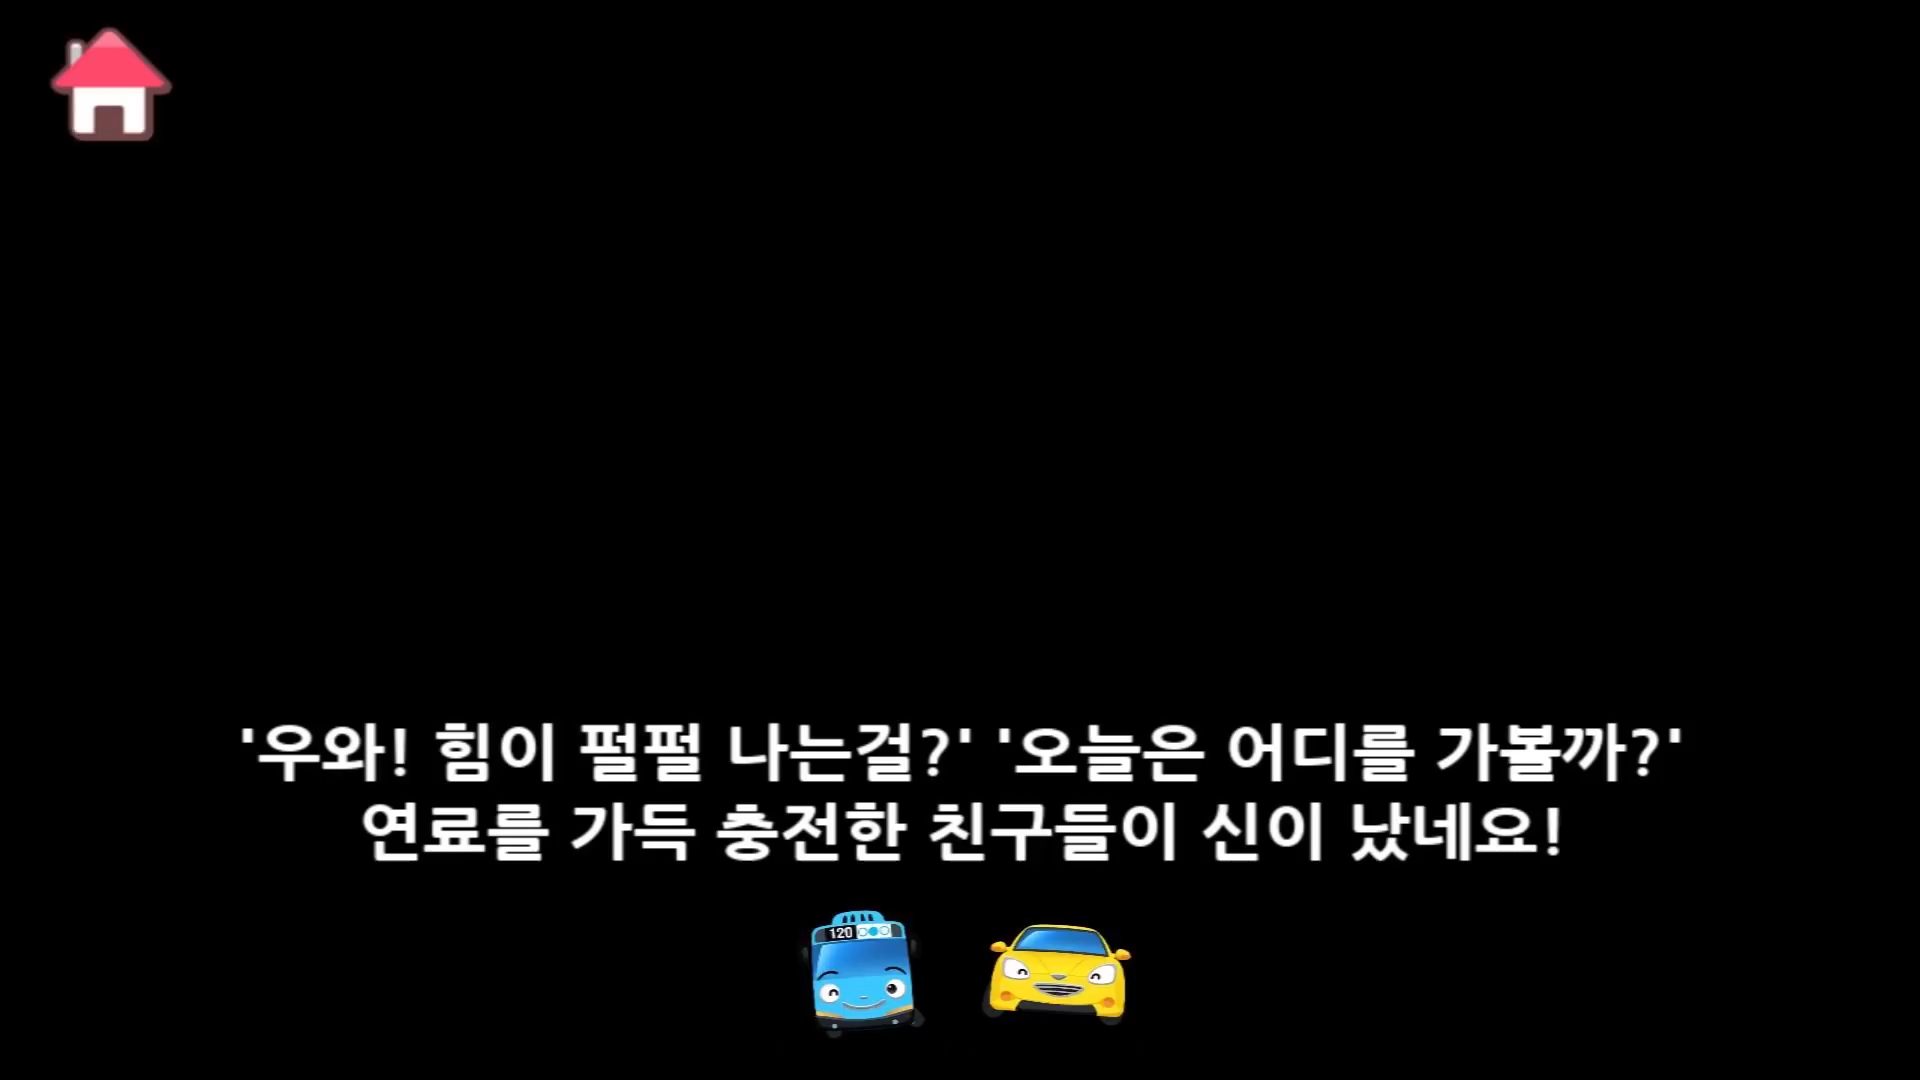 '우와! 힘이 펄펄 나는걸?' '오늘은 어디를 가볼까?'
연료를 가득 충전한 친구들이 신이 났네요!
120